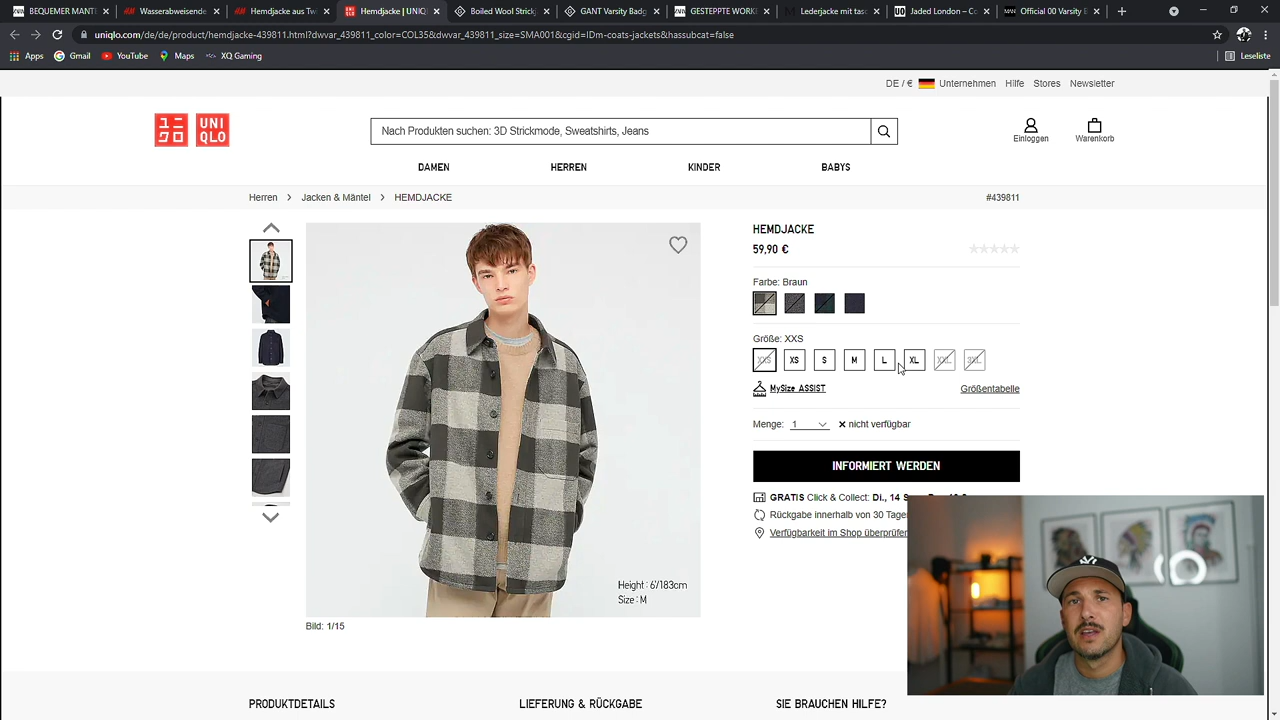 BEQUEMER MANT
Wasserabweisende
Hemdjacke aus Tw
Hemdjacke | UNIQ
Boiled Wool Strick
GANT Varsity Badg
GESTEPPTE WORK
Lederjacke mit tasc
Jaded London – Co
Official 00 Varsity B
uniqlo.com/de/de/product/hemdjacke-439811.html?dwvar_439811_color=COL35&dwvar_439811_size=SMA001&cgid=IDm-coats-jackets&hassubcat=false
Apps
Gmail
YouTube
Maps
XQ Gaming
Leseliste
DE / €
Unternehmen
Hilfe
Stores
Newsletter
ユニ
クロ
UNI
QLO
Nach Produkten suchen: 3D Strickmode, Sweatshirts, Jeans
Einloggen
Warenkorb
DAMEN
HERREN
KINDER
BABYS
Herren
Jacken & Mäntel
HEMDJACKE
#439811
HEMDJACKE
59,90 €
Farbe: Braun
Größe: XXS
XXS
XS
S
M
L
XL
XXL
3XL
MySize ASSIST
Größentabelle
Menge:
1
nicht verfügbar
INFORMIERT WERDEN
GRATIS Click & Collect: Di., 14
Rückgabe innerhalb von 30 Tage
Verfügbarkeit im Shop überprüfen
Height : 6/183cm
Size : M
Bild: 1/15
PRODUKTDETAILS
LIEFERUNG & RÜCKGABE
SIE BRAUCHEN HILFE?